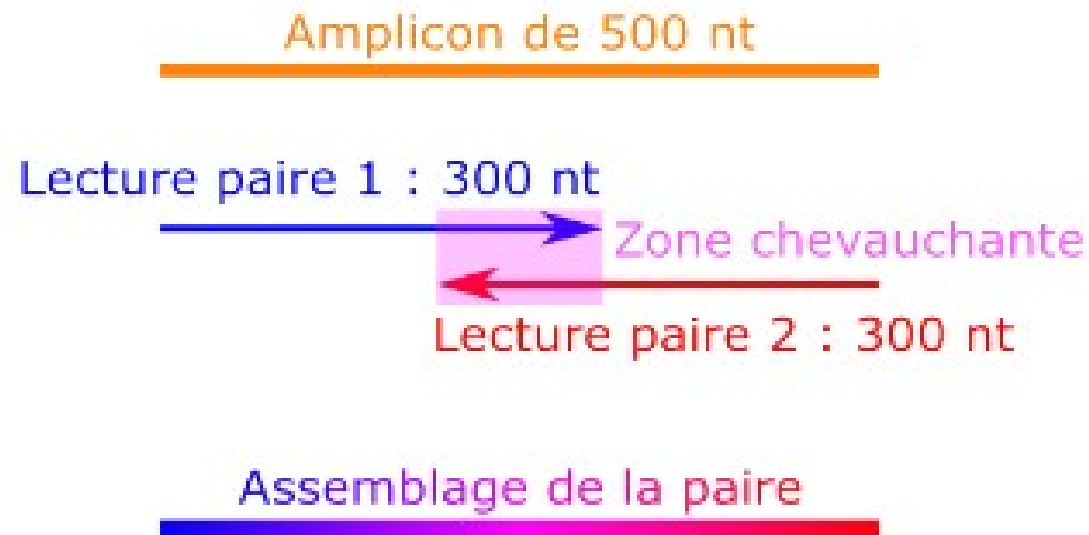 Amplicon de 500 nt
Lecture paire 1 : 300 nt
Zone chevauchante
Lecture paire 2 : 300 nt
Assemblage de la paire